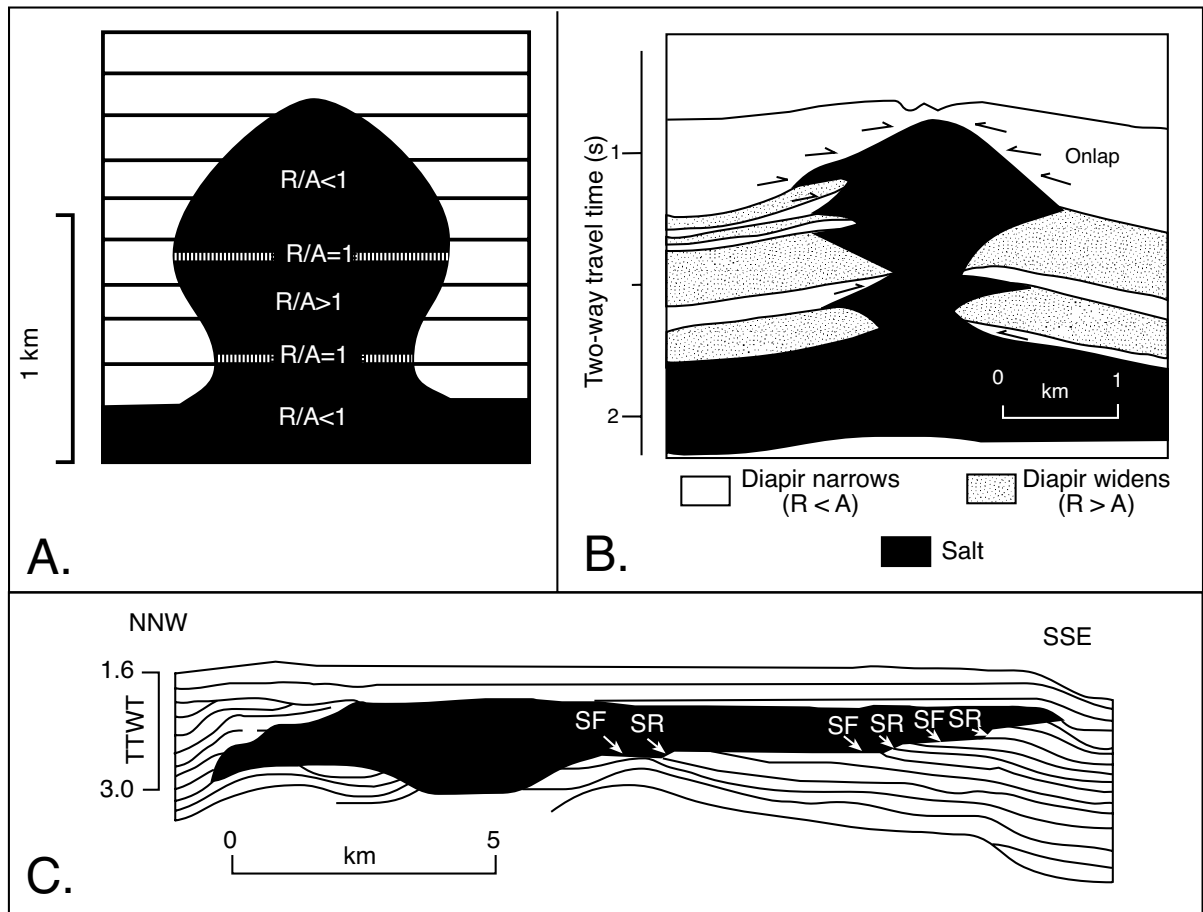 R/A<1
R/A=1
R/A>1
R/A=1
R/A<1
1 km
A.
Two-way travel time (s)
1
2
Onlap
0 1
km
Diapir narrows
(R < A)
Diapir widens
(R > A)
Salt
B.
NNW
SSE
1.6
TTWT
3.0
SF SR SF SR SF SR
0 5
km
C.